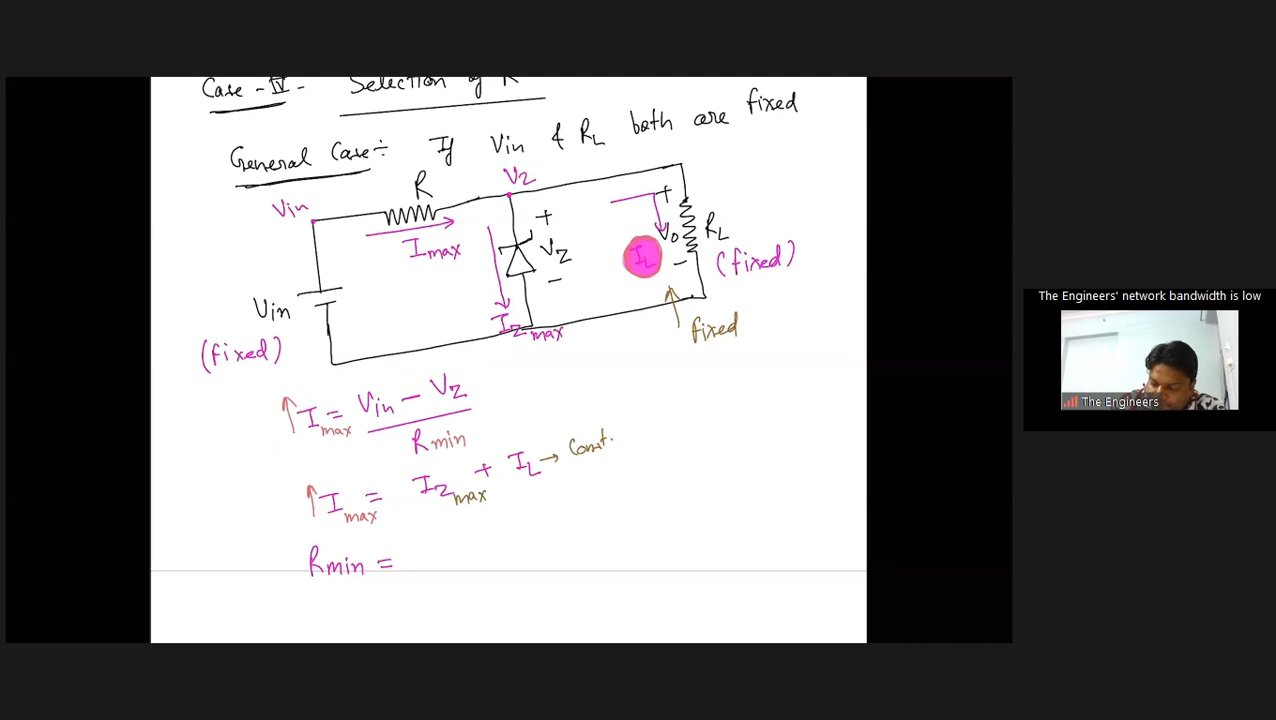 Case - IV - Selection of R
General Case ÷ If Vin & RL both are fixed
R
VZ
Vin
Imax
+
VZ
-
+
Vo
-
RL
(fixed)
IL
Vin
(fixed)
IZmax
fixed
↑ Imax = Vin - VZ
Rmin
↑ Imax = IZmax + IL → Const.
Rmin =
The Engineers' network bandwidth is low
The Engineers